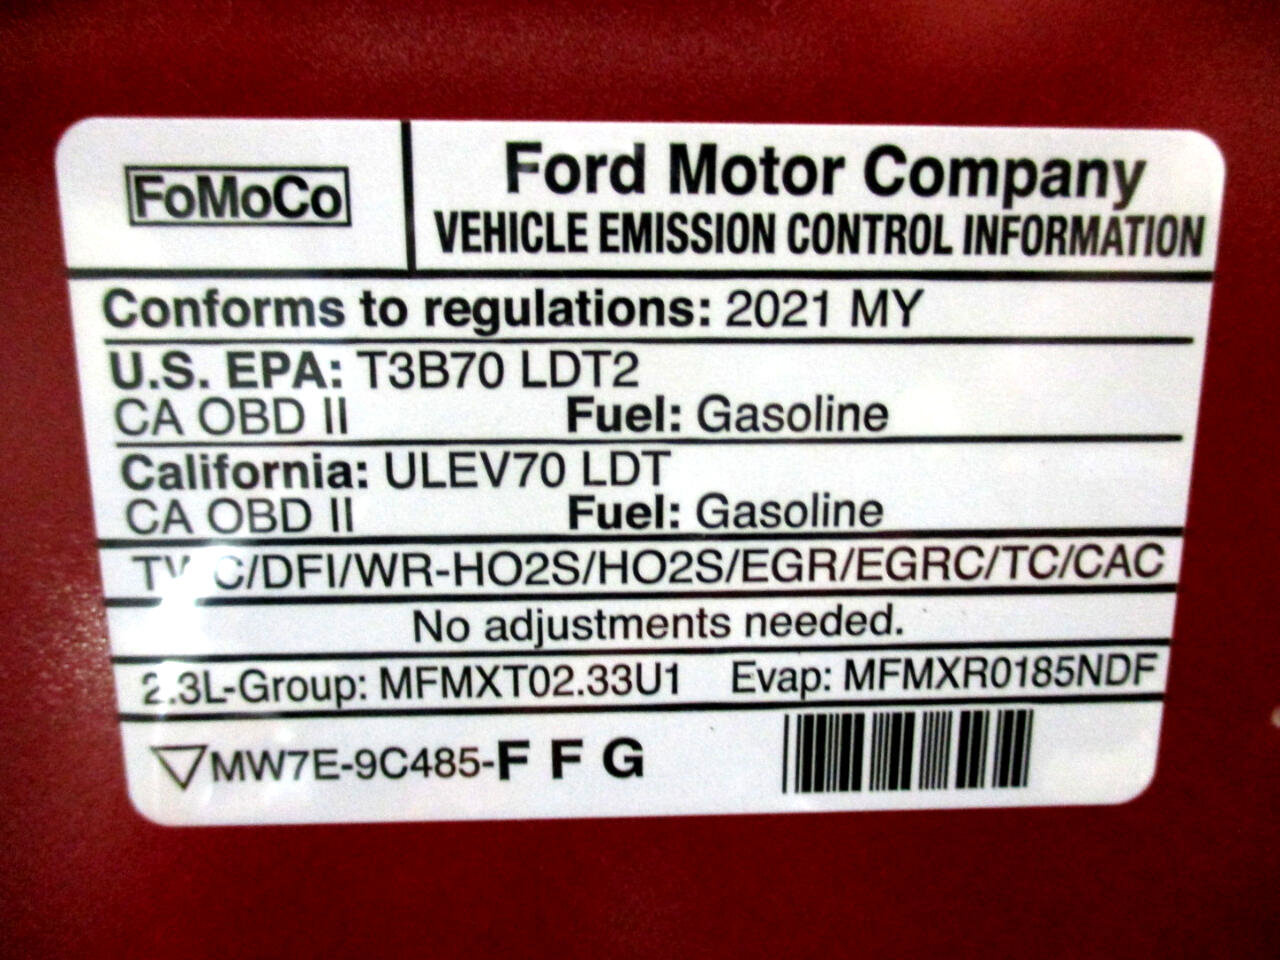 FoMoCo
Ford Motor Company
VEHICLE EMISSION CONTROL INFORMATION
Conforms to regulations: 2021 MY
U.S. EPA: T3B70 LDT2
CA OBD II Fuel: Gasoline
California: ULEV70 LDT
CA OBD II Fuel: Gasoline
TWC/DFI/WR-HO2S/HO2S/EGR/EGRC/TC/CAC
No adjustments needed.
2.3L-Group: MFMXT02.33U1 Evap: MFMXR0185NDF
▽MW7E-9C485-F F G